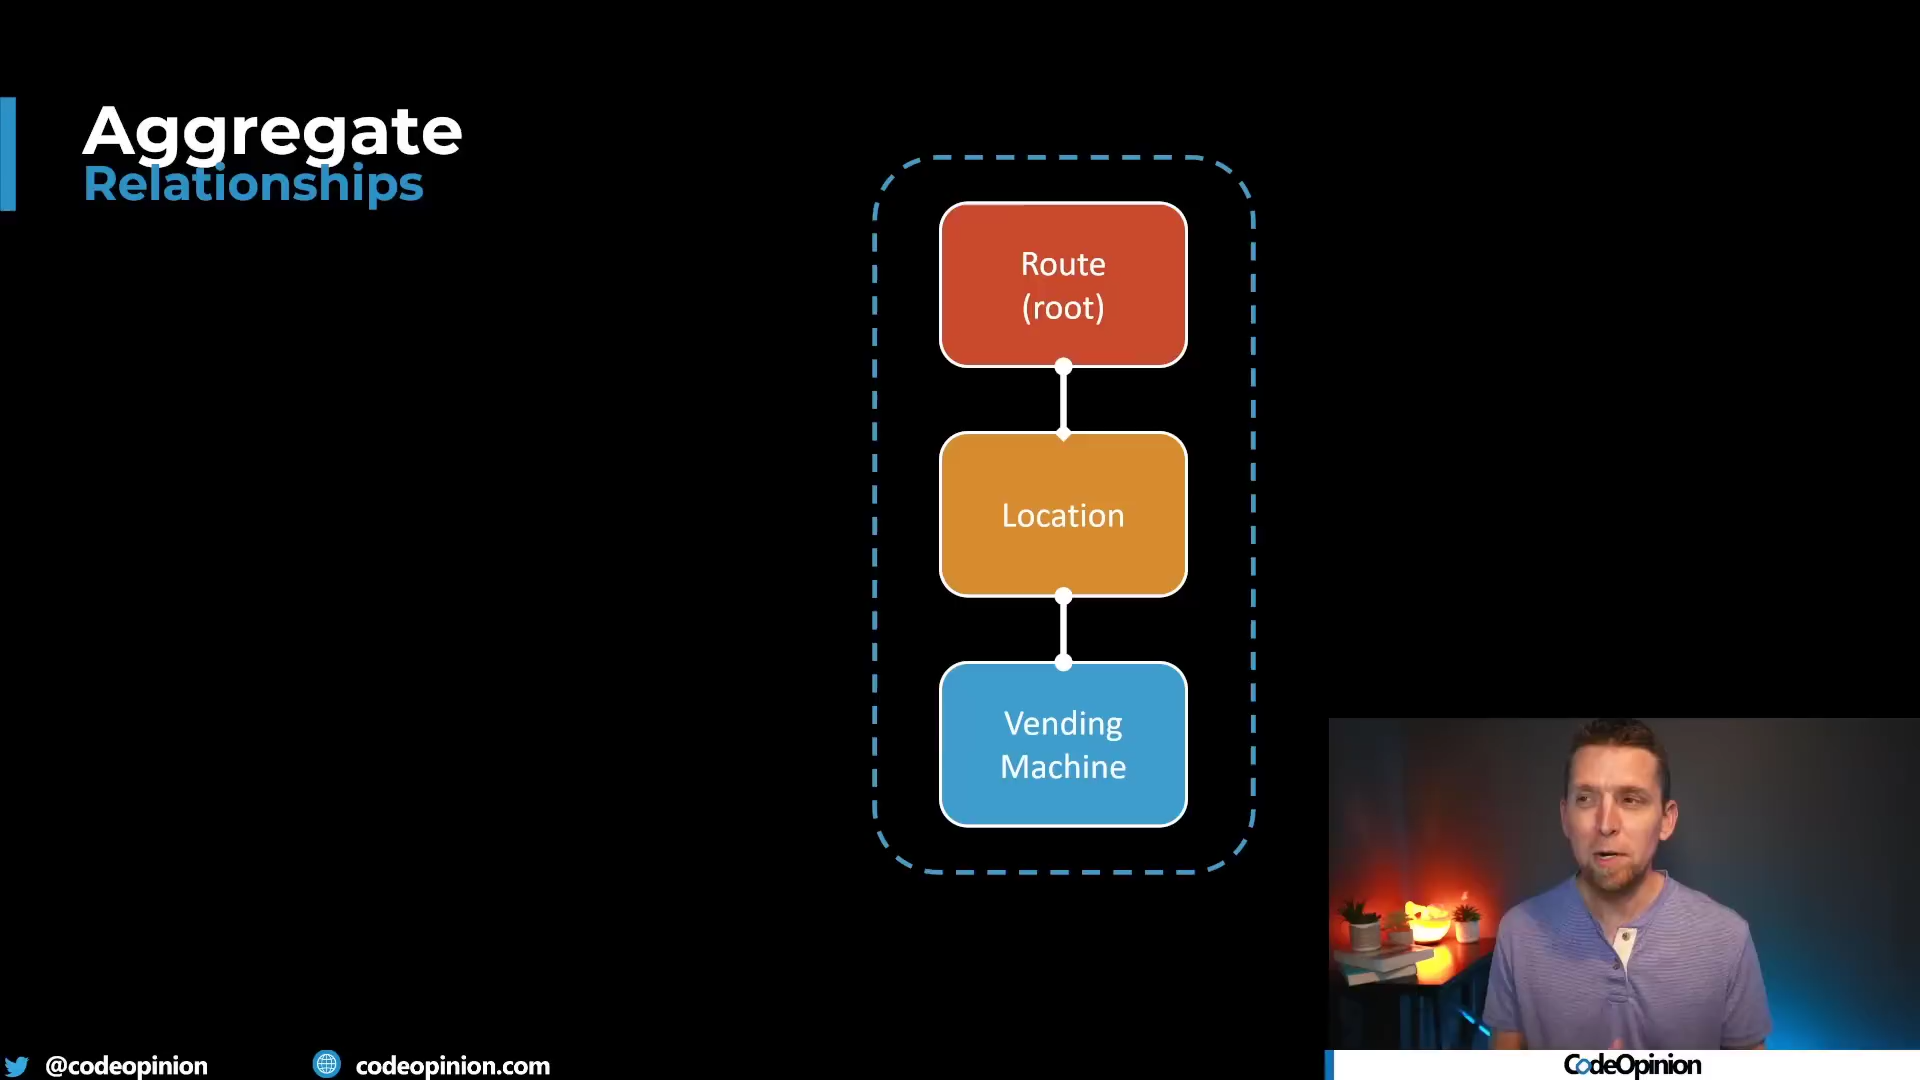 Aggregate
Relationships
Route
(root)
Location
Vending
Machine
@codeopinion
codeopinion.com
CodeOpinion